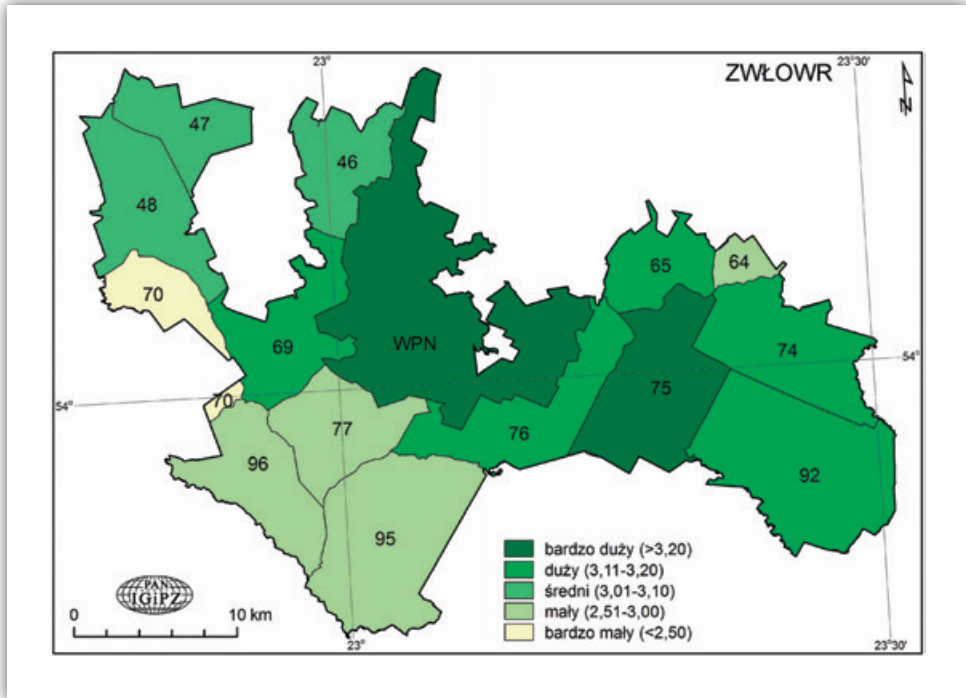 23°
23°30'
ZWŁOWR
N
47
46
48
65
64
70
WPN
69
74
54°
75
54°
70
77
76
96
92
95
bardzo duży (>3,20)
duży (3,11-3,20)
średni (3,01-3,10)
mały (2,51-3,00)
bardzo mały (<2,50)
PAN
IGiPZ
0 10 km
23°
23°30'